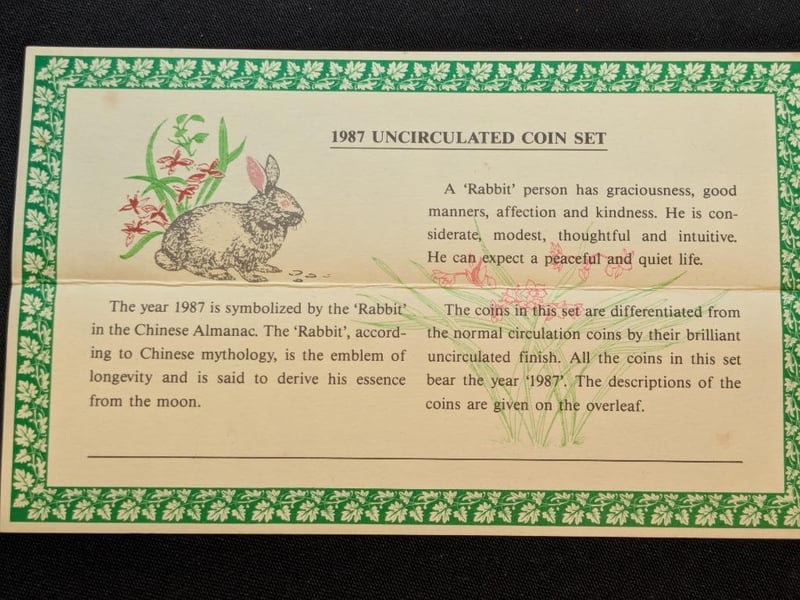 1987 UNCIRCULATED COIN SET
The year 1987 is symbolized by the 'Rabbit'
in the Chinese Almanac. The 'Rabbit', accord-
ing to Chinese mythology, is the emblem of
longevity and is said to derive his essence
from the moon.
A 'Rabbit' person has graciousness, good
manners, affection and kindness. He is con-
siderate, modest, thoughtful and intuitive.
He can expect a peaceful and quiet life.
The coins in this set are differentiated from
the normal circulation coins by their brilliant
uncirculated finish. All the coins in this set
bear the year '1987'. The descriptions of the
coins are given on the overleaf.